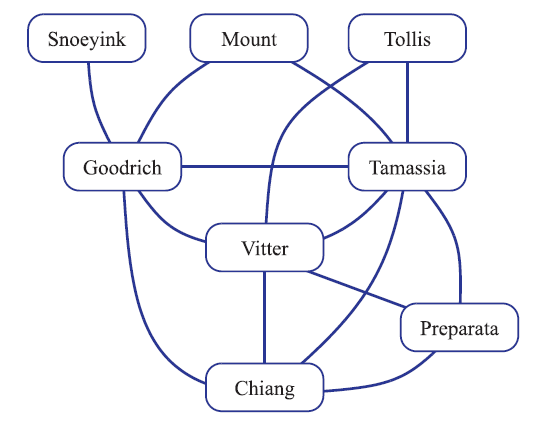 Snoeyink
Mount
Tollis
Goodrich
Tamassia
Vitter
Preparata
Chiang